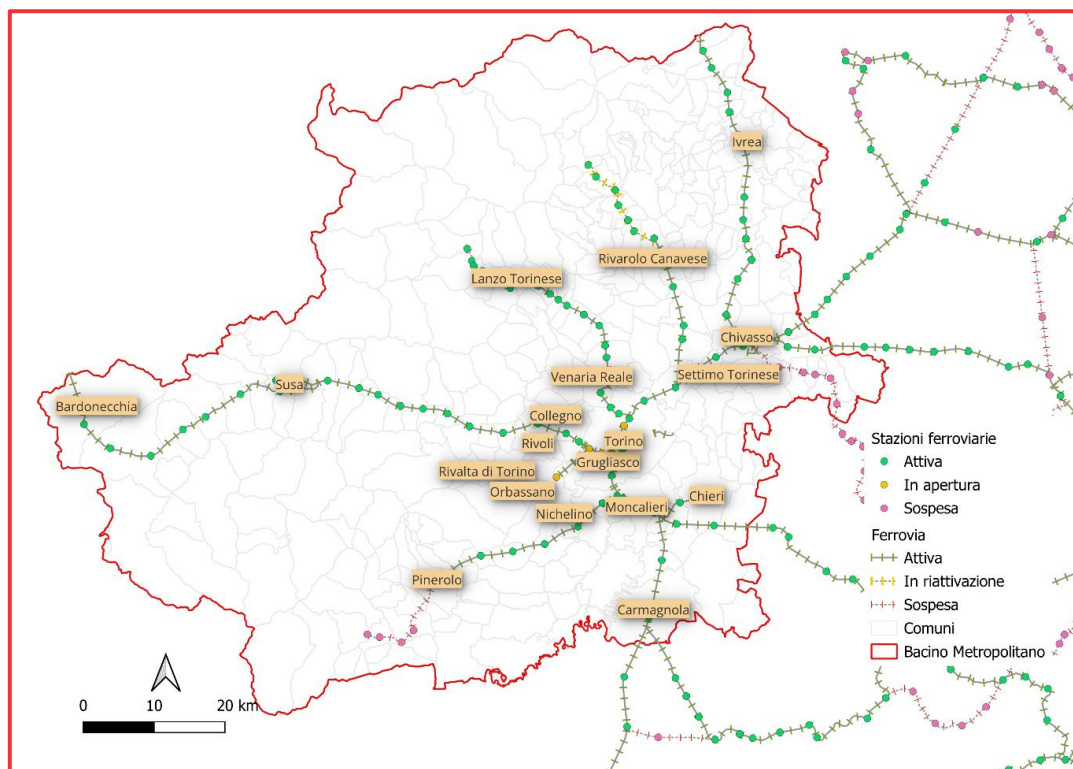 Ivrea
Rivarolo Canavese
Lanzo Torinese
Chivasso
Settimo Torinese
Venaria Reale
Susa
Bardonecchia
Collegno
Rivoli
Torino
Grugliasco
Rivalta di Torino
Orbassano
Chieri
Nichelino
Moncalieri
Pinerolo
Carmagnola
Stazioni ferroviarie
Attiva
In apertura
Sospesa
Ferrovia
Attiva
In riattivazione
Sospesa
Comuni
Bacino Metropolitano
0 10 20 km